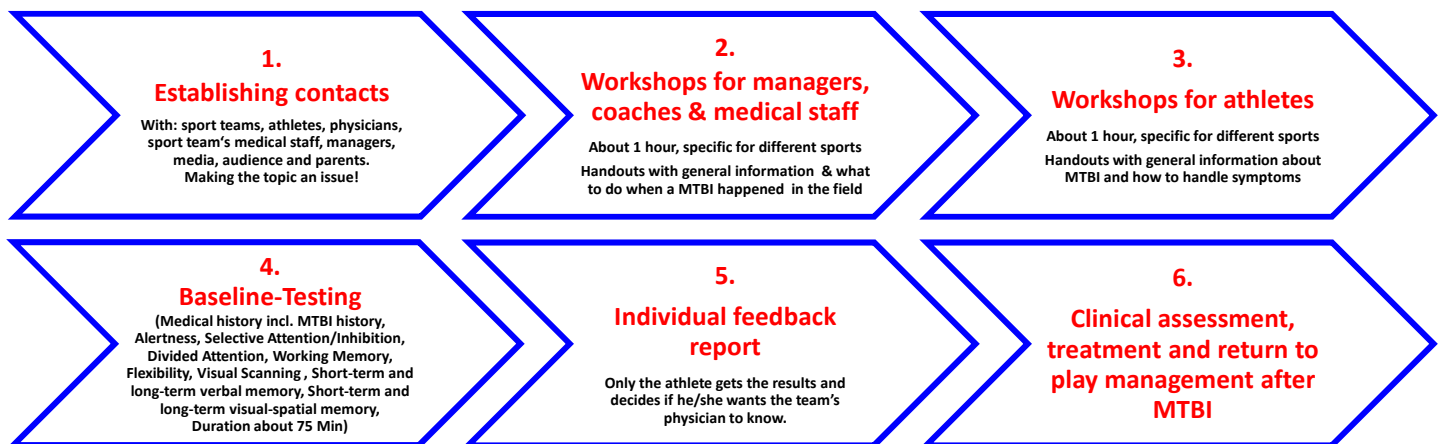 1.
Establishing contacts
With: sport teams, athletes, physicians,
sport team‘s medical staff, managers,
media, audience and parents.
Making the topic an issue!
2.
Workshops for managers,
coaches & medical staff
About 1 hour, specific for different sports
Handouts with general information & what
to do when a MTBI happened in the field
3.
Workshops for athletes
About 1 hour, specific for different sports
Handouts with general information about
MTBI and how to handle symptoms
4.
Baseline-Testing
(Medical history incl. MTBI history,
Alertness, Selective Attention/Inhibition,
Divided Attention, Working Memory,
Flexibility, Visual Scanning , Short-term and
long-term verbal memory, Short-term and
long-term visual-spatial memory,
Duration about 75 Min)
5.
Individual feedback
report
Only the athlete gets the results and
decides if he/she wants the team’s
physician to know.
6.
Clinical assessment,
treatment and return to
play management after
MTBI